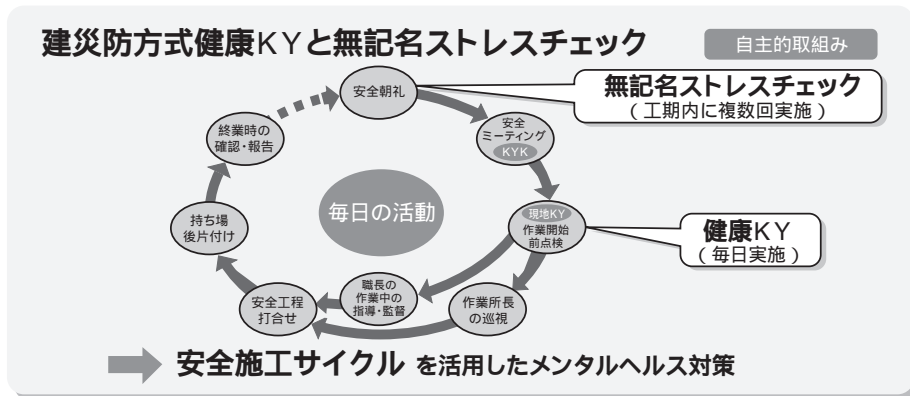 建災防方式健康KYと無記名ストレスチェック
自主的取組み
安全朝礼
無記名ストレスチェック
（工期内に複数回実施）
安全
ミーティング
KYK
現地KY
作業開始
前点検
健康KY
（毎日実施）
作業所長
の巡視
職長の
作業中の
指導・監督
安全工程
打合せ
持ち場
後片付け
終業時の
確認・報告
毎日の活動
安全施工サイクル を活用したメンタルヘルス対策